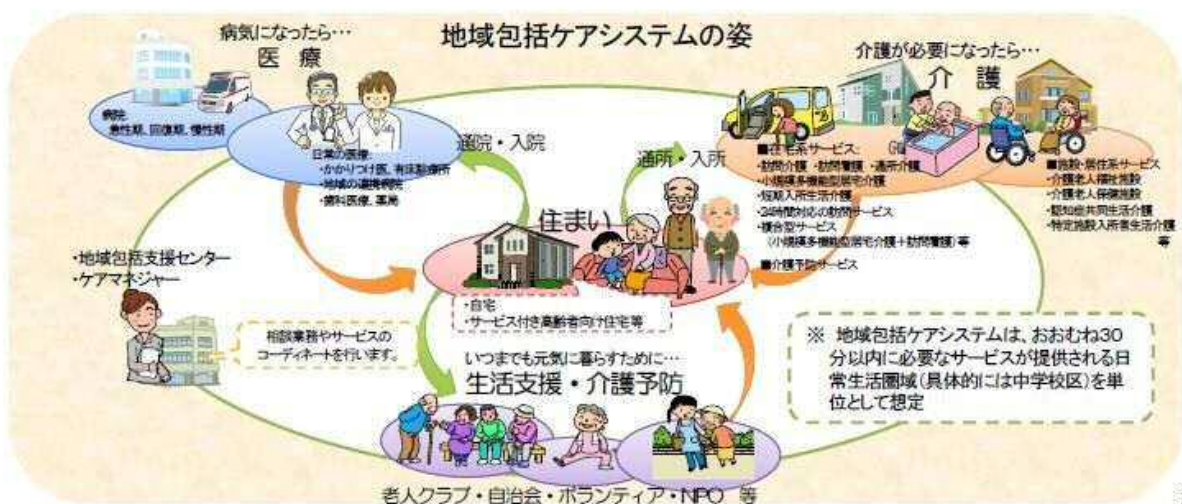 地域包括ケアシステムの姿
病気になったら…
医 療
病院:
急性期、回復期、慢性期
日常の医療:
・かかりつけ医、有床診療所
・地域の連携病院
・歯科医療、薬局
通院・入院
通所・入所
介護が必要になったら…
介 護
■在宅系サービス:
・訪問介護 ・訪問看護 ・通所介護
・小規模多機能型居宅介護
・短期入所生活介護
・24時間対応の訪問サービス
・複合型サービス
(小規模多機能型居宅介護+訪問看護)等
■介護予防サービス
■施設・居住系サービス
・介護老人福祉施設
・介護老人保健施設
・認知症共同生活介護
・特定施設入所者生活介護
等
住まい
・自宅
・サービス付き高齢者向け住宅等
・地域包括支援センター
・ケアマネジャー
相談業務やサービスの
コーディネートを行います。
いつまでも元気に暮らすために…
生活支援・介護予防
老人クラブ・自治会・ボランティア・NPO 等
※ 地域包括ケアシステムは、おおむね30
分以内に必要なサービスが提供される日
常生活圏域(具体的には中学校区)を単
位として想定